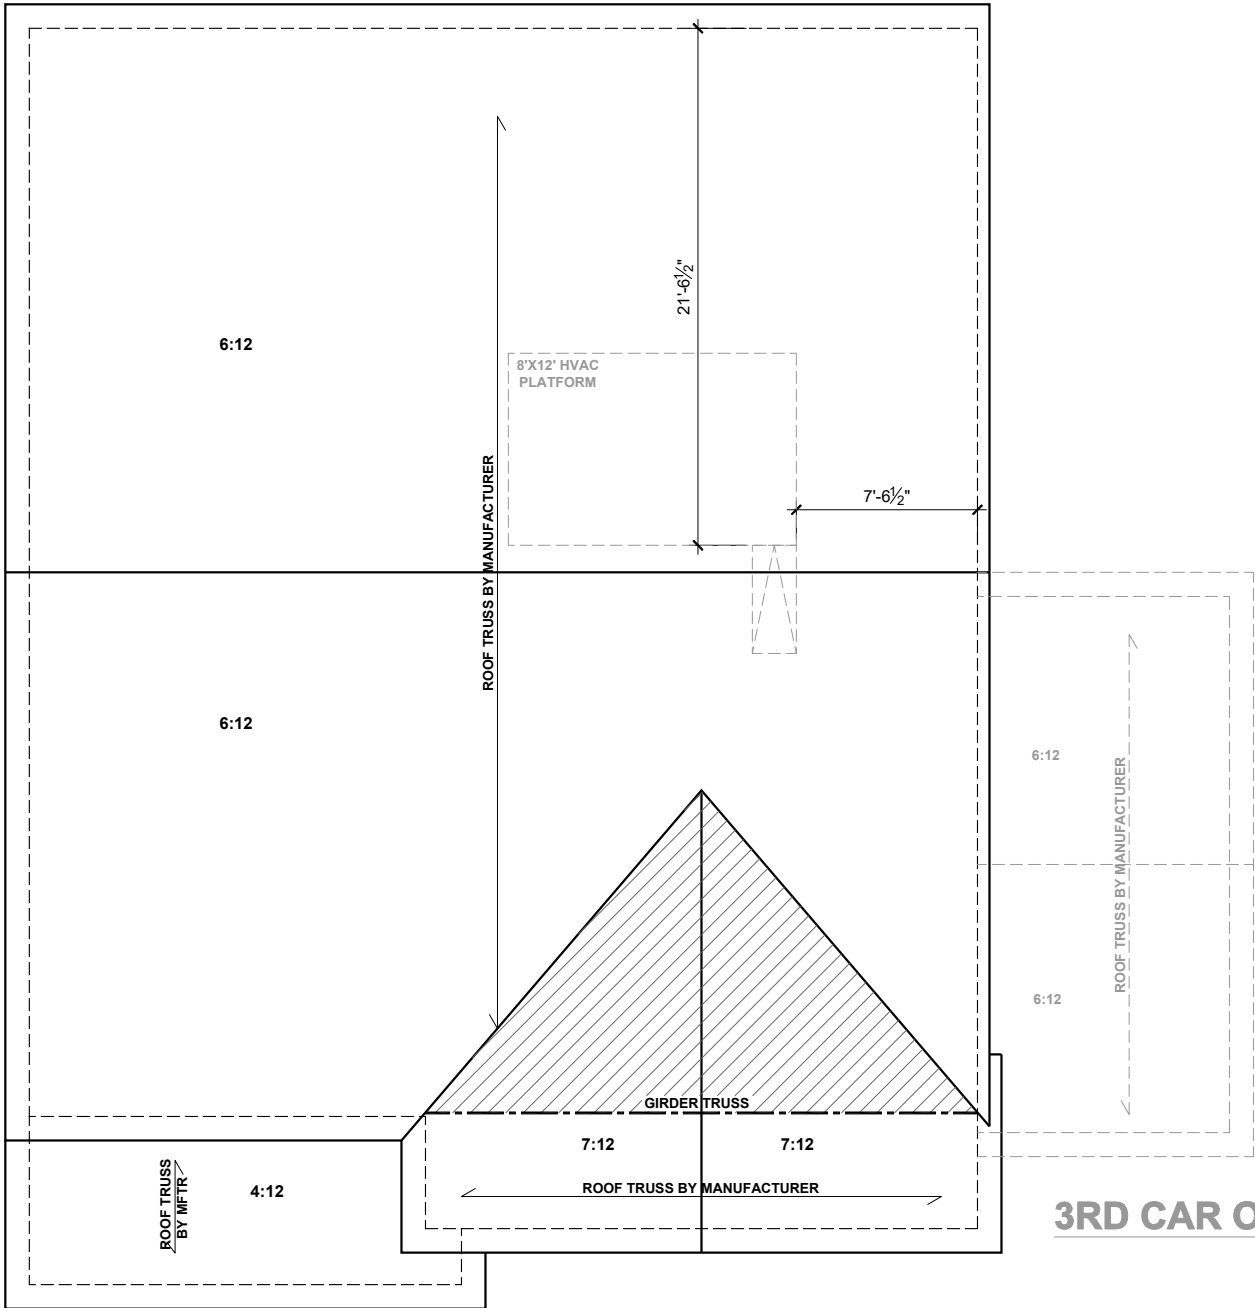 21'-6½"
6:12
8'X12' HVAC
PLATFORM
ROOF TRUSS BY MANUFACTURER
7'-6½"
6:12
6:12
ROOF TRUSS BY MANUFACTURER
6:12
GIRDER TRUSS
7:12
7:12
ROOF TRUSS
BY MFTR
4:12
ROOF TRUSS BY MANUFACTURER
3RD CAR O